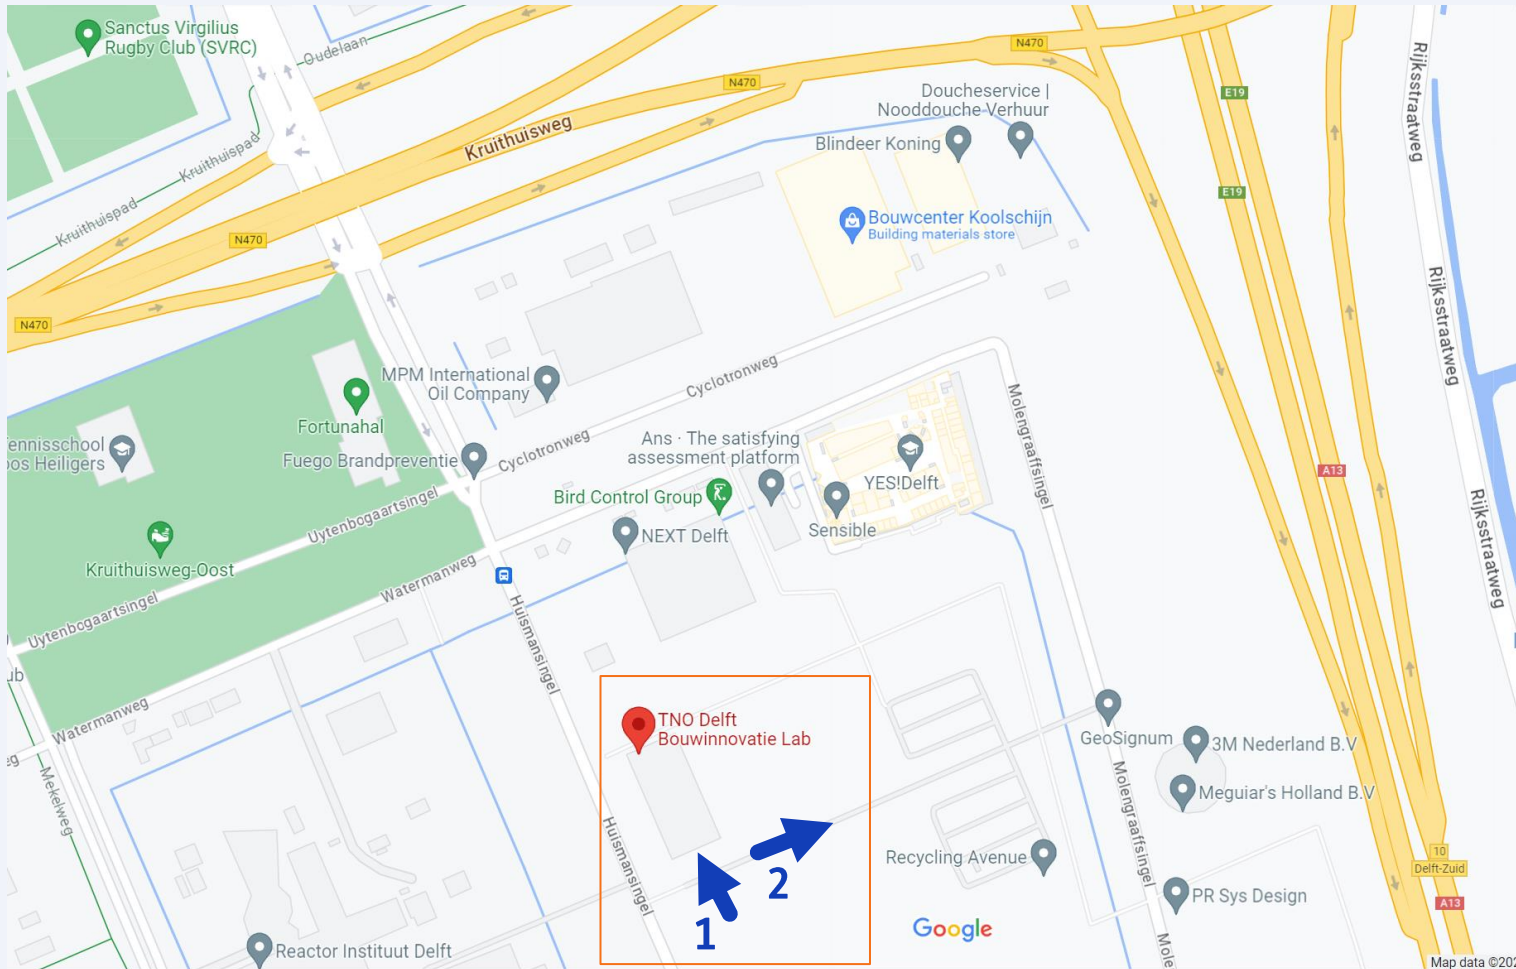 Sanctus Virgilius
Rugby Club (SVRC)
Oudelaan
Kruithuispad
Kruithuispad
N470
N470
N470
N470
Kruithuisweg
E19
E19
Rijksstraatweg
Rijksstraatweg
Rijksstraatweg
Doucheservice |
Nooddouche Verhuur
Blindeer Koning
Bouwcenter Koolschijn
Building materials store
MPM International
Oil Company
Cyclotronweg
Cyclotronweg
Fortunahal
ennisschool
os Heiligers
Fuego Brandpreventie
Ans · The satisfying
assessment platform
Bird Control Group
NEXT Delft
YES!Delft
Sensible
Molengraaffsingel
A13
Uytenbogaartsingel
Uytenbogaartsingel
Kruithuisweg-Oost
Watermanweg
Watermanweg
Huismansingel
Huismansingel
ub
eg
Mekelweg
TNO Delft
Bouwinnovatie Lab
1
2
GeoSignum
3M Nederland B.V
Meguiar's Holland B.V
Molengraaffsingel
Recycling Avenue
10
Delft-Zuid
A13
PR Sys Design
Mole
Google
Reactor Instituut Delft
Map data ©202